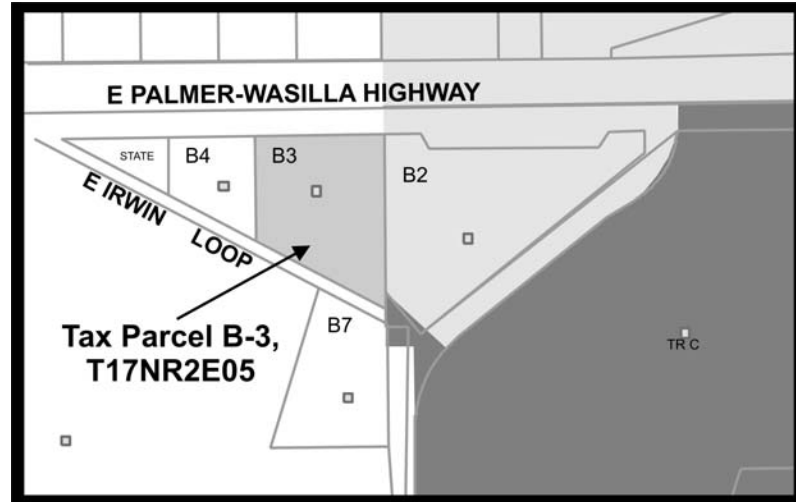 E PALMER-WASILLA HIGHWAY
STATE
B4
B3
B2
E IRWIN LOOP
Tax Parcel B-3,
T17NR2E05
B7
TR C